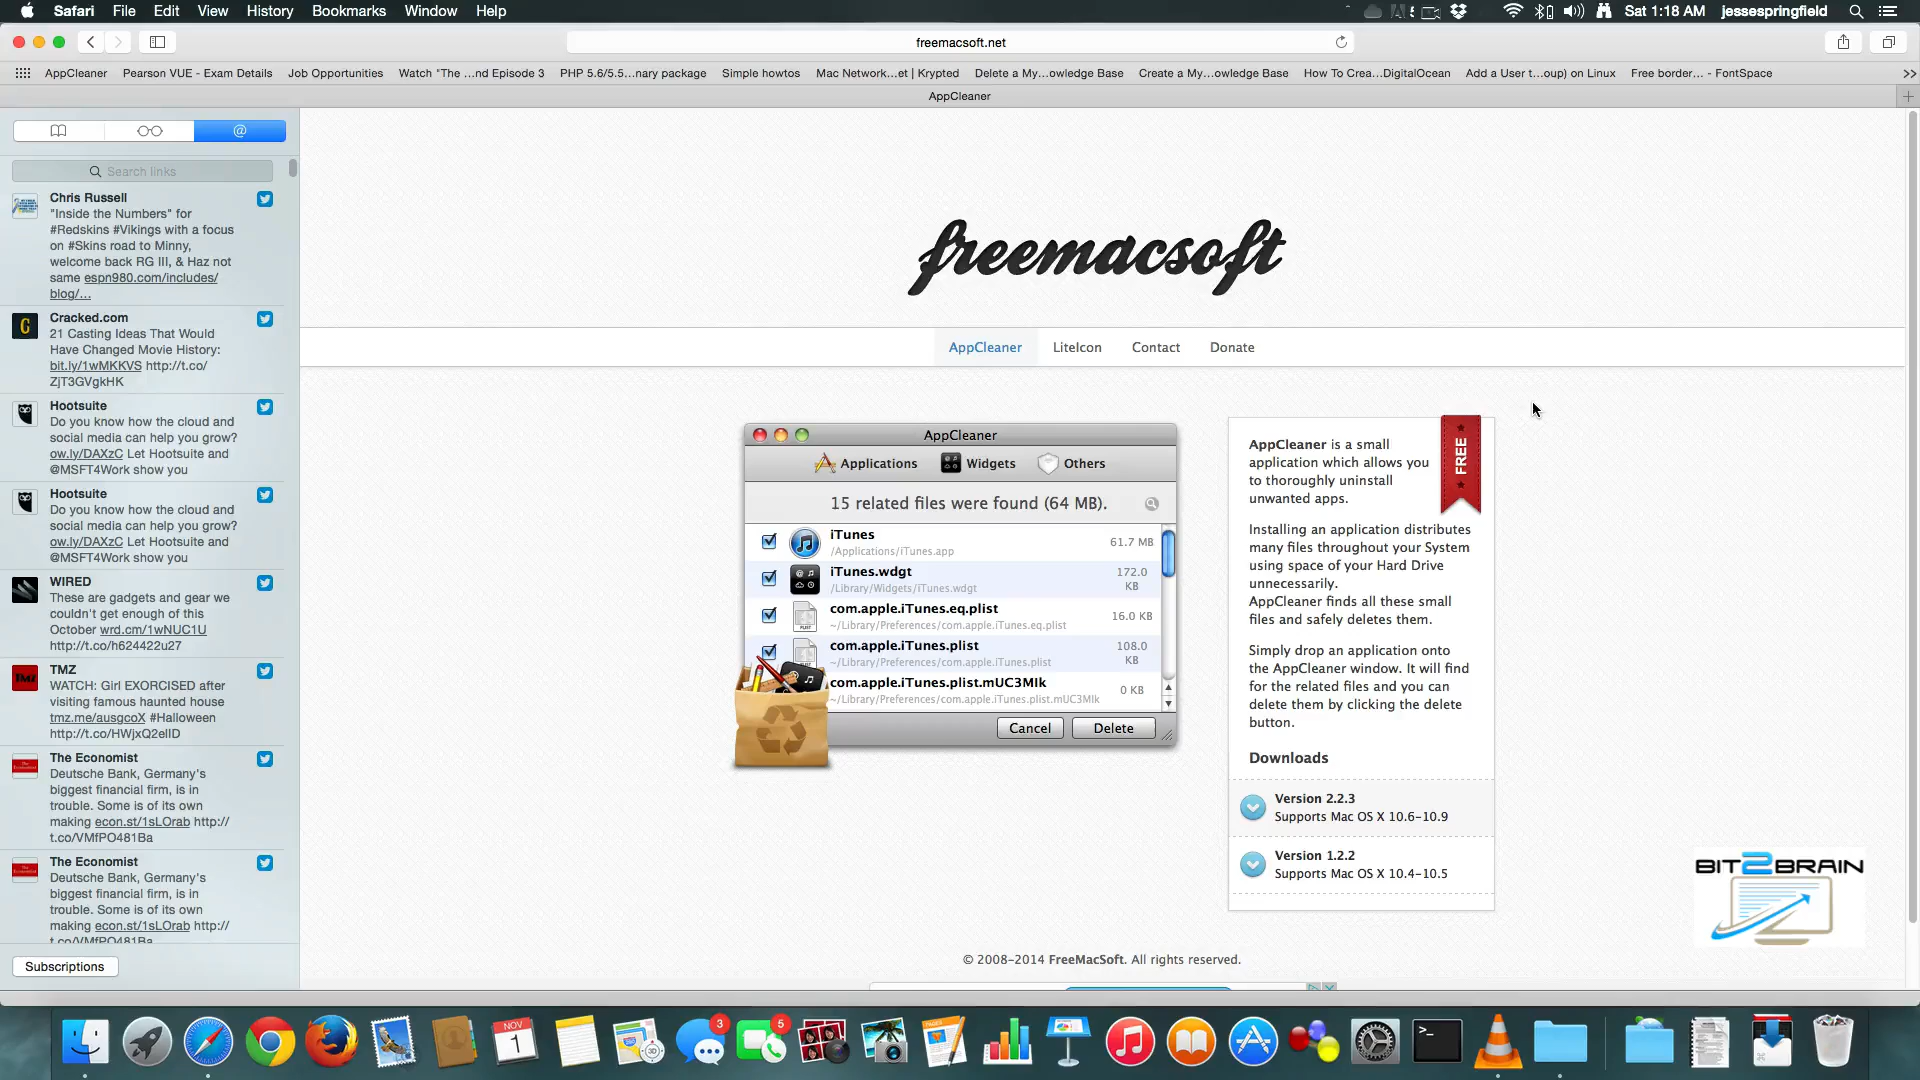 Safari File Edit View History Bookmarks Window Help
Sat 1:18 AM jessespringfield
freemacsoft.net
AppCleaner Pearson VUE - Exam Details Job Opportunities Watch "The ...nd Episode 3 PHP 5.6/5.5...nary package Simple howtos Mac Network...et | Krypted Delete a My...owledge Base Create a My...owledge Base How To Crea...DigitalOcean Add a User t...oup) on Linux Free border... - FontSpace
AppCleaner
@
Search links
Chris Russell
"Inside the Numbers" for
#Redskins #Vikings with a focus
on #Skins road to Minny,
welcome back RG III, & Haz not
same espn980.com/includes/
blog/...
Cracked.com
21 Casting Ideas That Would
Have Changed Movie History:
bit.ly/1wMKKVS http://t.co/
ZjT3GVgkHK
Hootsuite
Do you know how the cloud and
social media can help you grow?
ow.ly/DAXzC Let Hootsuite and
@MSFT4Work show you
Hootsuite
Do you know how the cloud and
social media can help you grow?
ow.ly/DAXzC Let Hootsuite and
@MSFT4Work show you
WIRED
These are gadgets and gear we
couldn't get enough of this
October wrd.cm/1wNUC1U
http://t.co/h624422u27
TMZ
WATCH: Girl EXORCISED after
visiting famous haunted house
tmz.me/ausgcoX #Halloween
http://t.co/HWjxQ2elID
The Economist
Deutsche Bank, Germany's
biggest financial firm, is in
trouble. Some is of its own
making econ.st/1sLOrab http://
t.co/VMfPO481Ba
The Economist
Deutsche Bank, Germany's
biggest financial firm, is in
trouble. Some of its own
making econ.st/1sLOrab http://
t.co/VMfPO481Ba
Subscriptions
freemacsoft
AppCleaner LiteIcon Contact Donate
AppCleaner
Applications Widgets Others
15 related files were found (64 MB).
iTunes
/Applications/iTunes.app
61.7 MB
iTunes.wdgt
/Library/Widgets/iTunes.wdgt
172.0
KB
com.apple.iTunes.eq.plist
~/Library/Preferences/com.apple.iTunes.eq.plist
16.0 KB
com.apple.iTunes.plist
~/Library/Preferences/com.apple.iTunes.plist
108.0
KB
com.apple.iTunes.plist.mUC3MIk
~/Library/Preferences/com.apple.iTunes.plist.mUC3MIk
0 KB
Cancel Delete
FREE
AppCleaner is a small
application which allows you
to thoroughly uninstall
unwanted apps.
Installing an application distributes
many files throughout your System
using space of your Hard Drive
unnecessarily.
AppCleaner finds all these small
files and safely deletes them.
Simply drop an application onto
the AppCleaner window. It will find
for the related files and you can
delete them by clicking the delete
button.
Downloads
Version 2.2.3
Supports Mac OS X 10.6-10.9
Version 1.2.2
Supports Mac OS X 10.4-10.5
BIT2BRAIN
© 2008-2014 FreeMacSoft. All rights reserved.
NOV
1
3
5